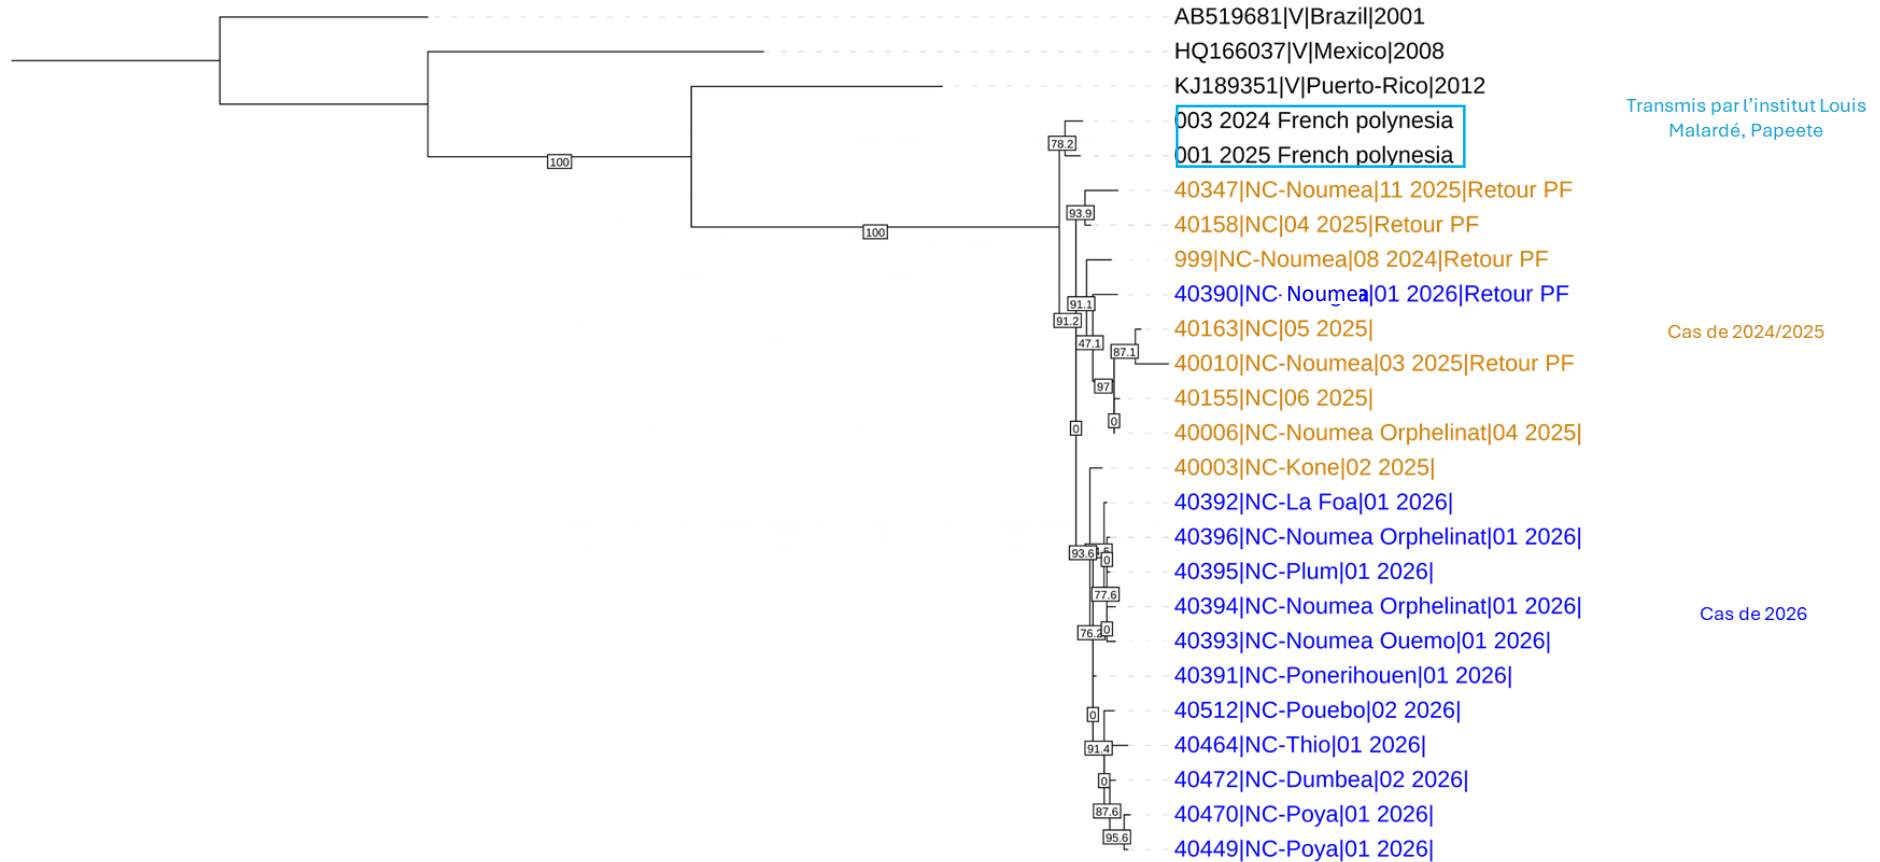 AB519681|V|Brazil|2001
HQ166037|V|Mexico|2008
KJ189351|V|Puerto-Rico|2012
003 2024 French polynesia
001 2025 French polynesia
Transmis par l'institut Louis
Malardé, Papeete
78.2
100
40347|NC-Noumea|11 2025|Retour PF
93.9
40158|NC|04 2025|Retour PF
100
999|NC-Noumea|08 2024|Retour PF
40390|NC- Noumea|01 2026|Retour PF
91.1
91.2
40163|NC|05 2025|
Cas de 2024/2025
47.1
87.1
40010|NC-Noumea|03 2025|Retour PF
97
40155|NC|06 2025|
0
0
40006|NC-Noumea Orphelinat|04 2025|
40003|NC-Kone|02 2025|
40392|NC-La Foa|01 2026|
40396|NC-Noumea Orphelinat|01 2026|
93.6
0
40395|NC-Plum|01 2026|
77.6
40394|NC-Noumea Orphelinat|01 2026|
Cas de 2026
76.2
0
40393|NC-Noumea Ouemo|01 2026|
40391|NC-Ponerihouen|01 2026|
0
40512|NC-Pouebo|02 2026|
91.4
40464|NC-Thio|01 2026|
0
40472|NC-Dumbea|02 2026|
87.6
40470|NC-Poya|01 2026|
95.6
40449|NC-Poya|01 2026|